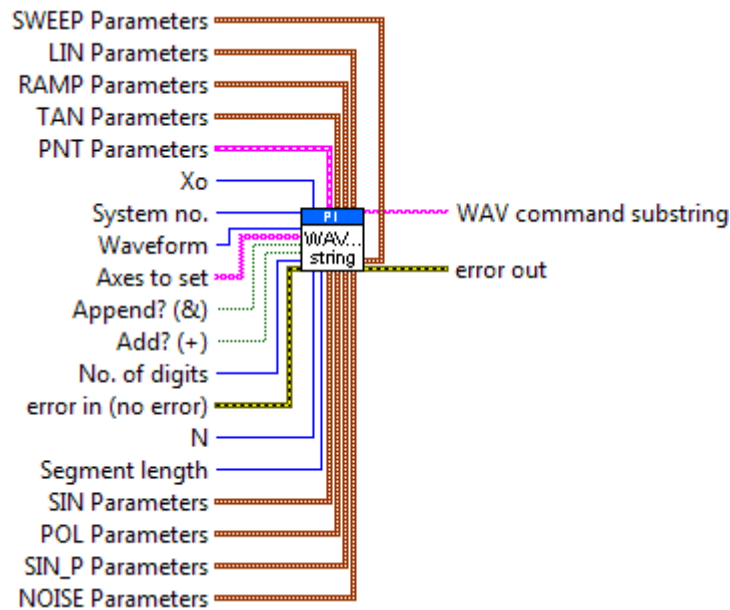 SWEEP Parameters
LIN Parameters
RAMP Parameters
TAN Parameters
PNT Parameters
Xo
System no.
Waveform
Axes to set
Append? (&)
Add? (+)
No. of digits
error in (no error)
N
Segment length
SIN Parameters
POL Parameters
SIN_P Parameters
NOISE Parameters
PI
WAV...
string
WAV command substring
error out